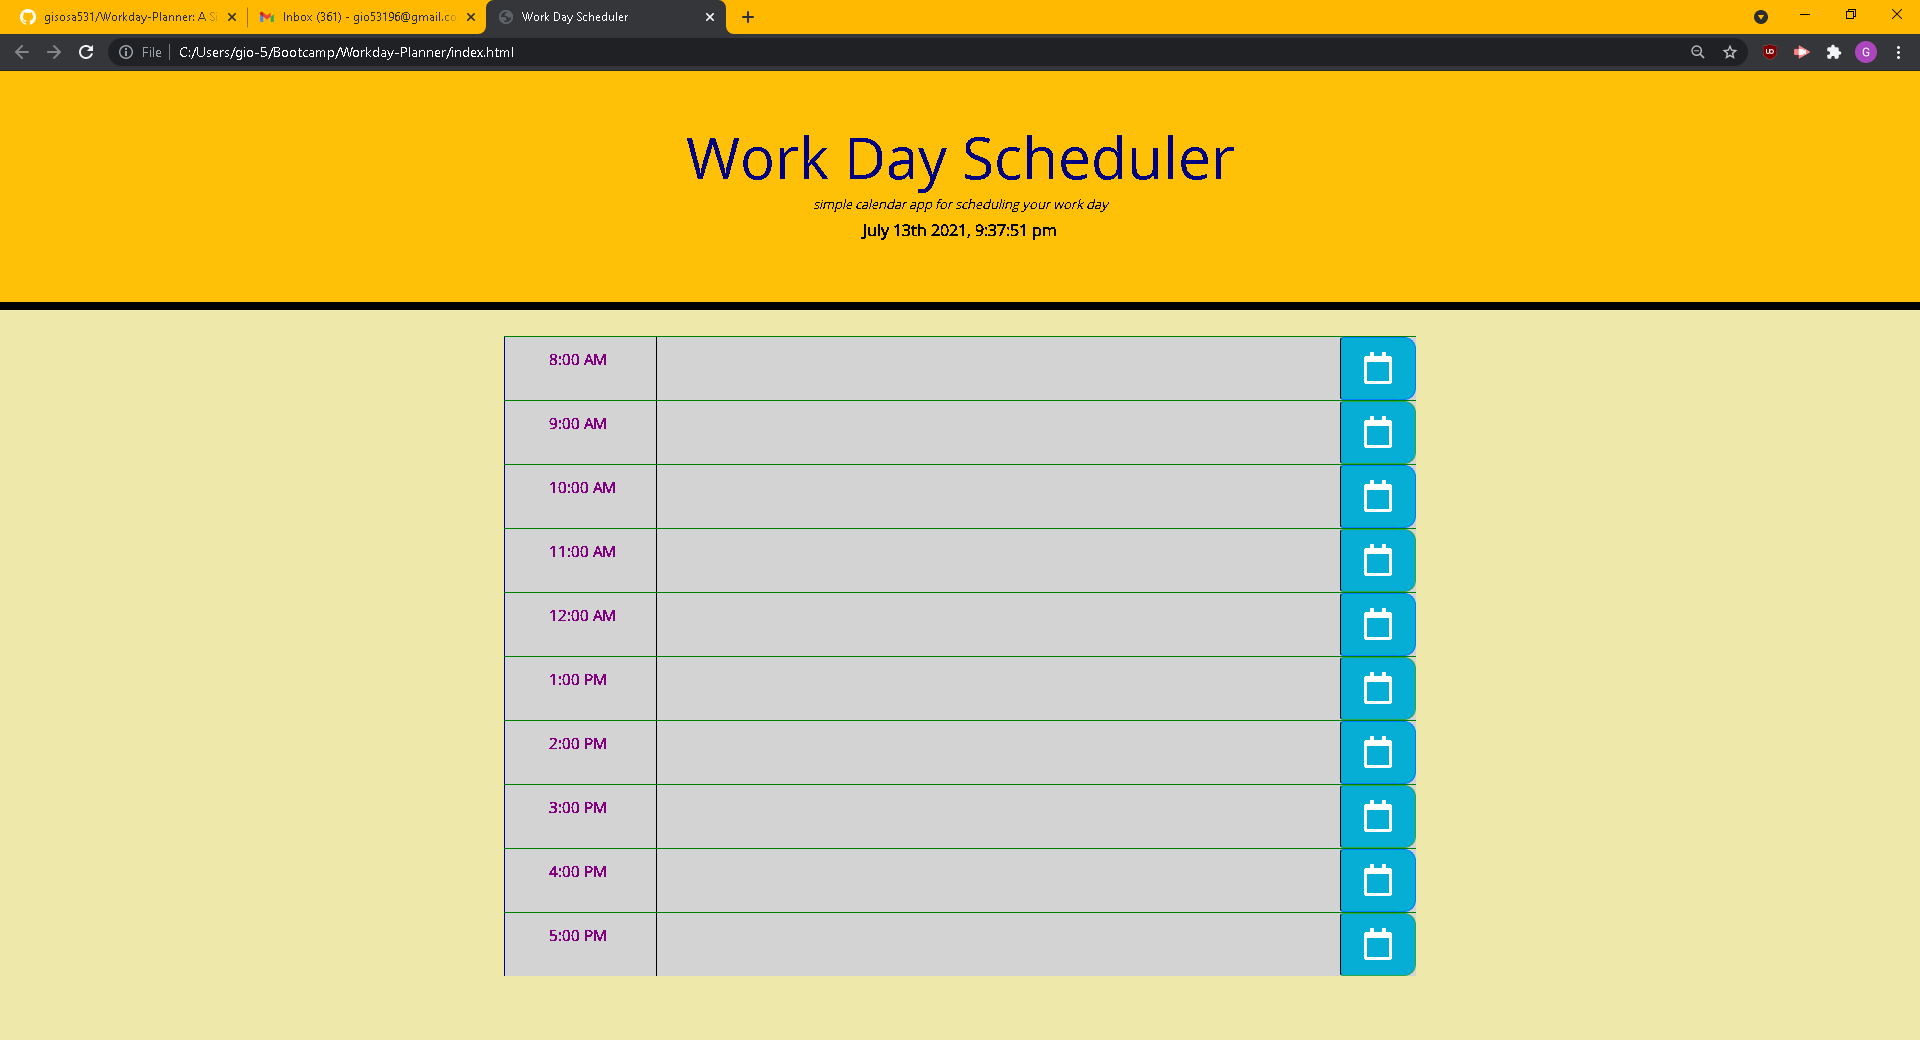 gisosa531/Workday-Planner: A Si
Inbox (361) - gio53196@gmail.co
Work Day Scheduler
File
C:/Users/gio-5/Bootcamp/Workday-Planner/index.html
G
Work Day Scheduler
simple calendar app for scheduling your work day
July 13th 2021, 9:37:51 pm
8:00 AM
9:00 AM
10:00 AM
11:00 AM
12:00 AM
1:00 PM
2:00 PM
3:00 PM
4:00 PM
5:00 PM